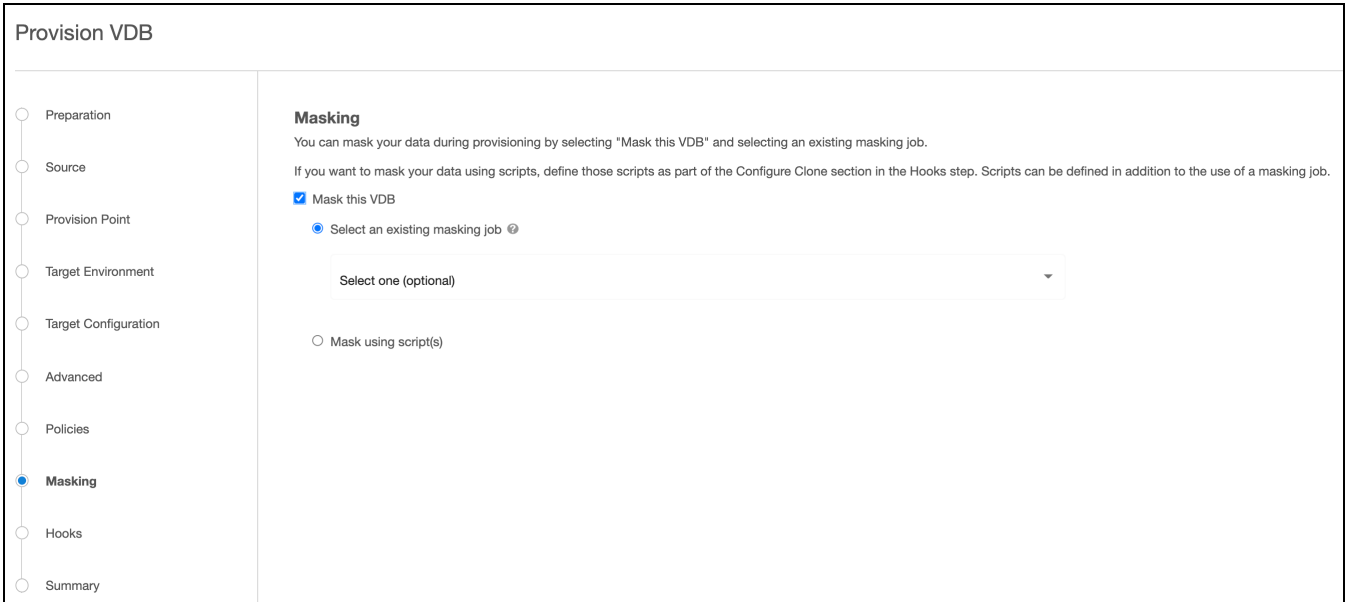 Provision VDB
Preparation
Source
Provision Point
Target Environment
Target Configuration
Advanced
Policies
Masking
Hooks
Summary
Masking
You can mask your data during provisioning by selecting "Mask this VDB" and selecting an existing masking job.
If you want to mask your data using scripts, define those scripts as part of the Configure Clone section in the Hooks step. Scripts can be defined in addition to the use of a masking job.
Mask this VDB
Select an existing masking job ?
Select one (optional)
Mask using script(s)